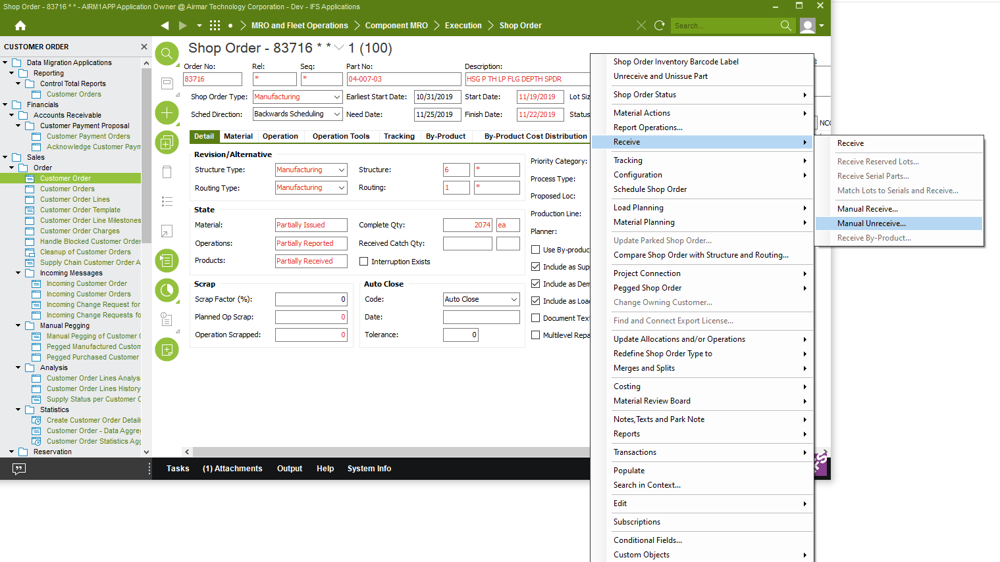 Shop Order - 83716 * * - AIRM1APP Application Owner @ Airmar Technology Corporation - Dev - IFS Applications
MRO and Fleet Operations
Component MRO
Execution
Shop Order
Search...
CUSTOMER ORDER
Data Migration Applications
Reporting
Control Total Reports
Customer Orders
Financials
Accounts Receivable
Customer Payment Proposal
Customer Payment Orders
Acknowledge Customer Paym
Sales
Order
Customer Order
Customer Orders
Customer Order Lines
Customer Order Template
Customer Order Line Milestones
Customer Order Charges
Handle Blocked Customer Order
Cleanup of Customer Orders
Supply Chain Customer Order A
Incoming Messages
Incoming Customer Order
Incoming Customer Orders
Incoming Change Request for
Incoming Change Requests fo
Manual Pegging
Manual Pegging of Customer
Pegged Manufactured Custom
Pegged Purchased Customer
Analysis
Customer Order Lines Analys
Customer Order Lines History
Supply Status per Customer
Statistics
Create Customer Order Details
Customer Order - Data Aggre
Customer Order Statistics Agg
Reservation
Shop Order - 83716 * * 1 (100)
Order No: Rel: Seq: Part No: Description:
83716 * * 04-007-03 HSG P TH LP FLG DEPTH SPDR
Shop Order Type: Manufacturing Earliest Start Date: 10/31/2019 Start Date: 11/19/2019 Lot Siz
Sched Direction: Backwards Scheduling Need Date: 11/25/2019 Finish Date: 11/22/2019 Status
NCO
Detail Material Operation Operation Tools Tracking By-Product By-Product Cost Distribution
Revision/Alternative
Structure Type: Manufacturing Structure: 6 *
Routing Type: Manufacturing Routing: 1 *
State
Material: Partially Issued Complete Qty: 2074 ea
Operations: Partially Reported Received Catch Qty:
Products: Partially Received Interruption Exists
Scrap
Scrap Factor (%): 0
Planned Op Scrap: 0
Operation Scrapped: 0
Auto Close
Code: Auto Close
Date:
Tolerance: 0
Priority Category:
Process Type:
Proposed Loc:
Production Line:
Planner:
Use By-produc
Include as Sup
Include as Dem
Include as Load
Document Text
Multilevel Repa
Shop Order Inventory Barcode Label
Unreceive and Unissue Part
Shop Order Status
Material Actions
Report Operations...
Receive
Tracking
Configuration
Schedule Shop Order
Load Planning
Material Planning
Update Parked Shop Order...
Compare Shop Order with Structure and Routing...
Project Connection
Pegged Shop Order
Change Owning Customer...
Find and Connect Export License...
Update Allocations and/or Operations
Redefine Shop Order Type to
Merges and Splits
Costing
Material Review Board
Notes,Texts and Park Note
Reports
Transactions
Populate
Search in Context...
Edit
Subscriptions
Conditional Fields...
Custom Objects
Receive
Receive Reserved Lots...
Receive Serial Parts...
Match Lots to Serials and Receive...
Manual Receive...
Manual Unreceive...
Receive By-Product...
Tasks (1) Attachments Output Help System Info